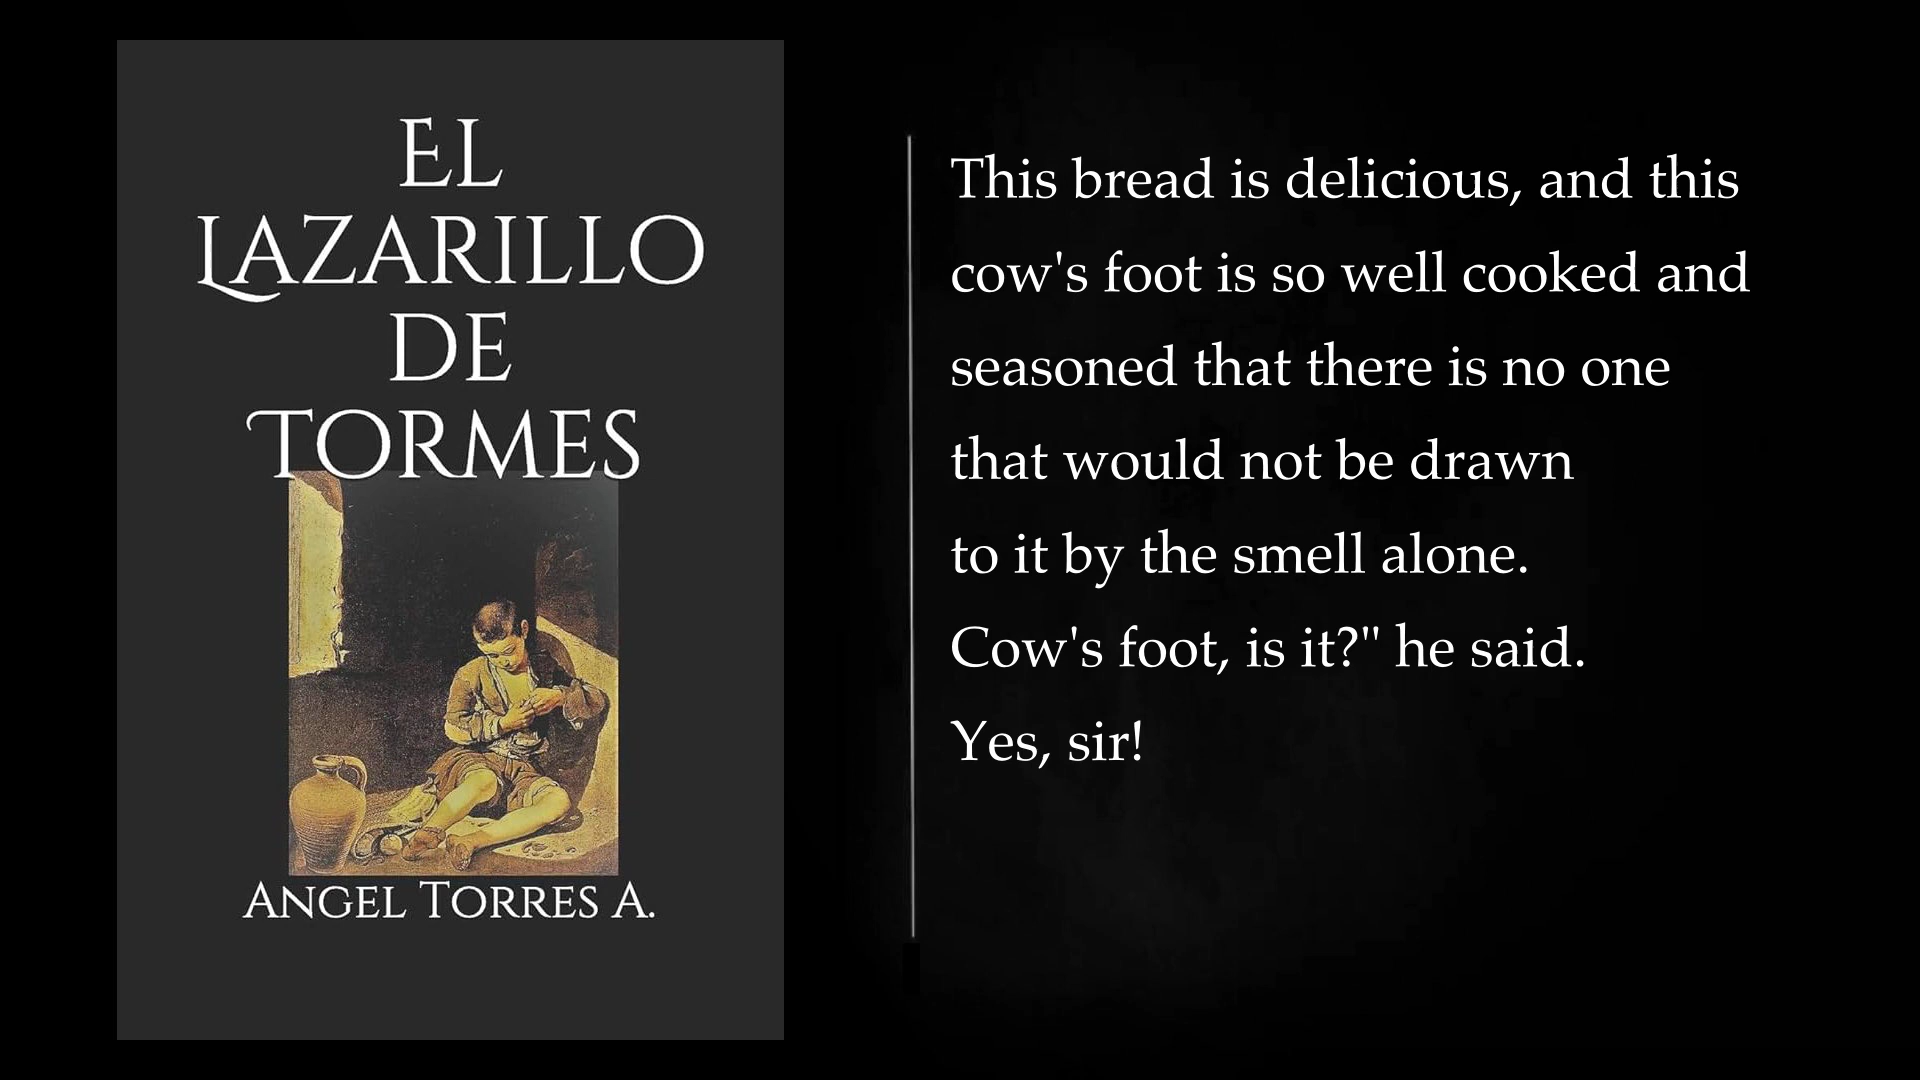 El
Lazarillo
de
Tormes
Angel Torres A.
This bread is delicious, and this
cow's foot is so well cooked and
seasoned that there is no one
that would not be drawn
to it by the smell alone.
Cow's foot, is it?" he said.
Yes, sir!